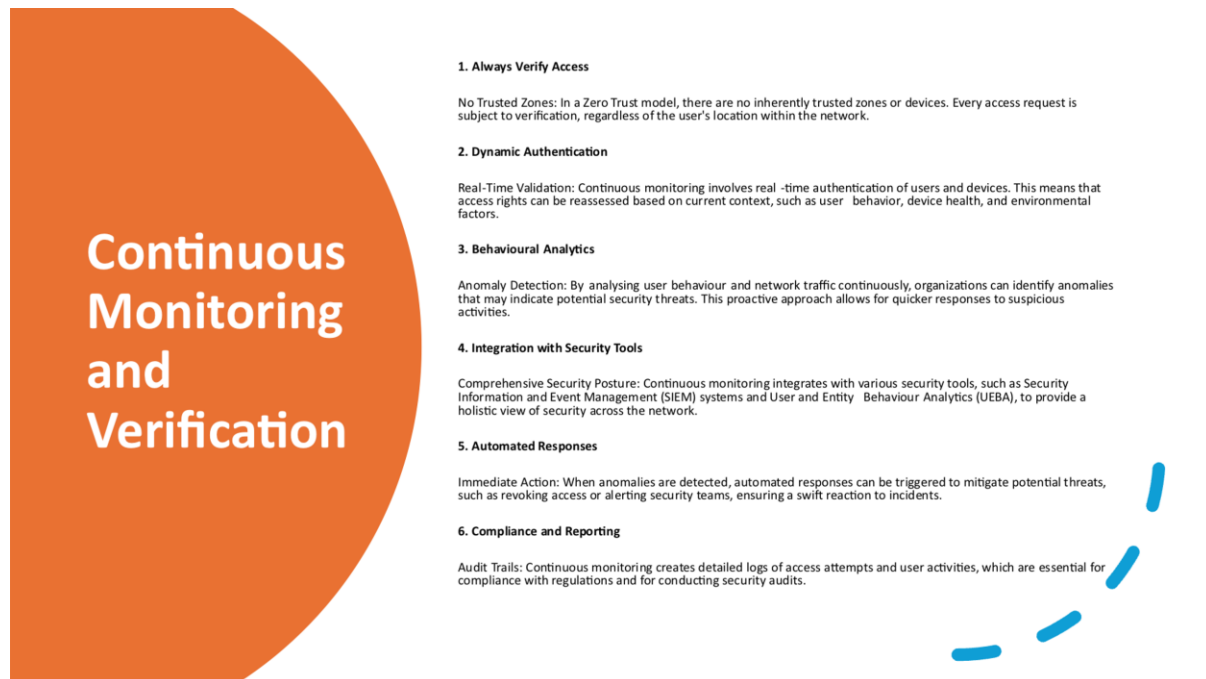 Continuous
Monitoring
and
Verification
1. Always Verify Access
No Trusted Zones: In a Zero Trust model, there are no inherently trusted zones or devices. Every access request is
subject to verification, regardless of the user's location within the network.
2. Dynamic Authentication
Real-Time Validation: Continuous monitoring involves real -time authentication of users and devices. This means that
access rights can be reassessed based on current context, such as user behavior, device health, and environmental
factors.
3. Behavioural Analytics
Anomaly Detection: By analysing user behaviour and network traffic continuously, organizations can identify anomalies
that may indicate potential security threats. This proactive approach allows for quicker responses to suspicious
activities.
4. Integration with Security Tools
Comprehensive Security Posture: Continuous monitoring integrates with various security tools, such as Security
Information and Event Management (SIEM) systems and User and Entity Behaviour Analytics (UEBA), to provide a
holistic view of security across the network.
5. Automated Responses
Immediate Action: When anomalies are detected, automated responses can be triggered to mitigate potential threats,
such as revoking access or alerting security teams, ensuring a swift reaction to incidents.
6. Compliance and Reporting
Audit Trails: Continuous monitoring creates detailed logs of access attempts and user activities, which are essential for
compliance with regulations and for conducting security audits.